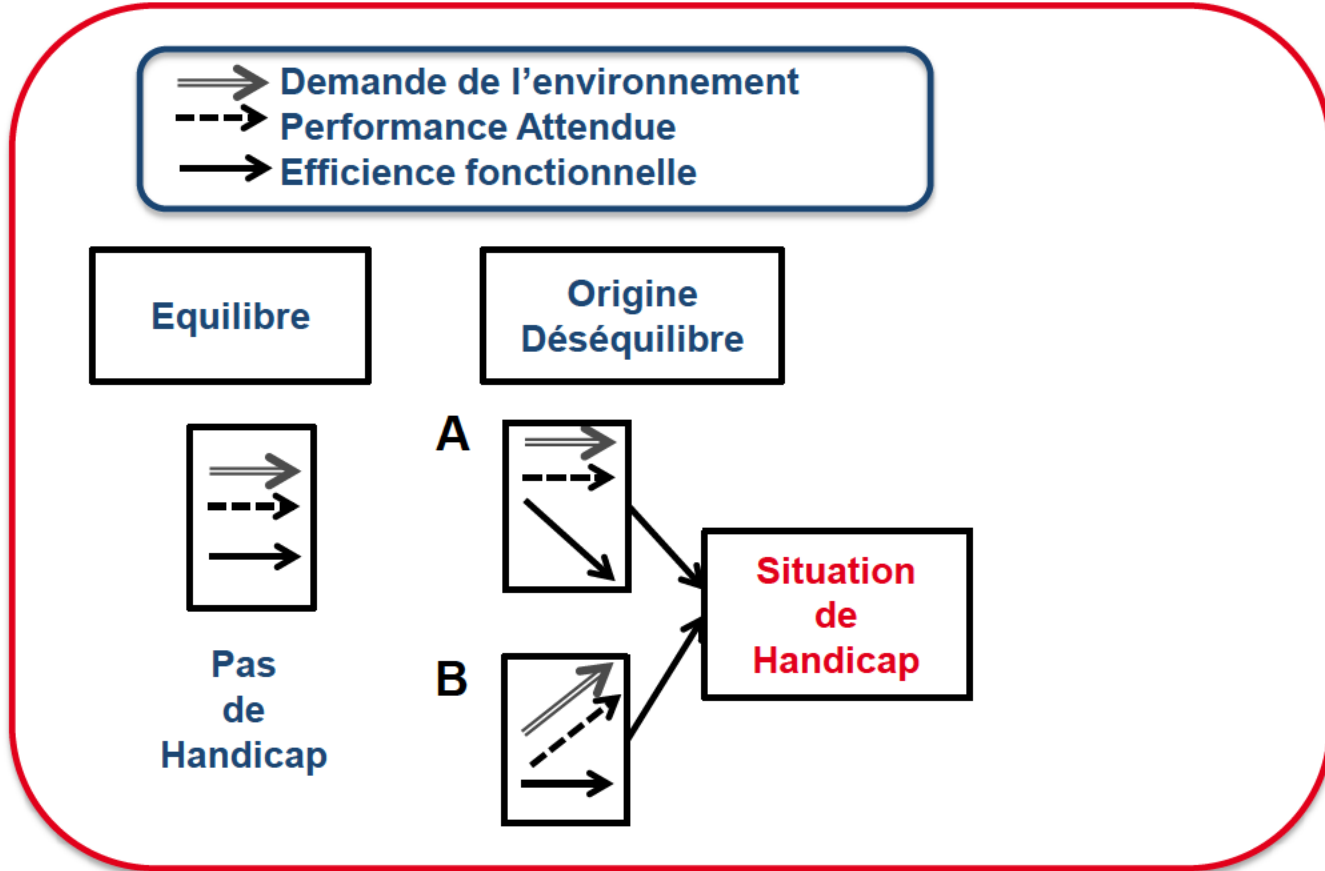 Demande de l'environnement
Performance Attendue
Efficience fonctionnelle
Equilibre
Origine
Déséquilibre
A
B
Situation
de
Handicap
Pas
de
Handicap